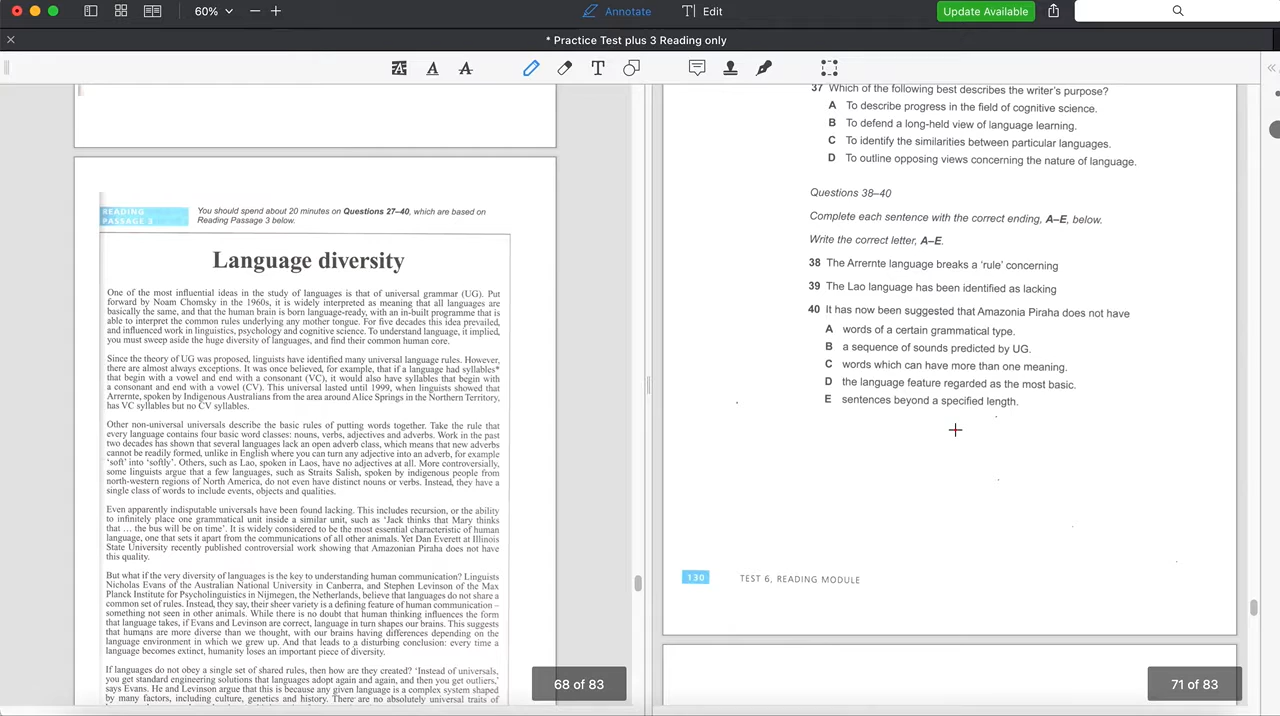 60%
Annotate
Edit
Update Available
* Practice Test plus 3 Reading only
READING
PASSAGE 3
You should spend about 20 minutes on Questions 27–40, which are based on
Reading Passage 3 below.
Language diversity
One of the most influential ideas in the study of languages is that of universal grammar (UG). Put
forward by Noam Chomsky in the 1960s, it is widely interpreted as meaning that all languages are
basically the same, and that the human brain is born language-ready, with an in-built programme that is
able to interpret the common rules underlying any mother tongue. For five decades this idea prevailed,
and influenced work in linguistics, psychology and cognitive science. To understand language, it implied,
you must sweep aside the huge diversity of languages, and find their common human core.
Since the theory of UG was proposed, linguists have identified many universal language rules. However,
there are almost always exceptions. It was once believed, for example, that if a language had syllables*
that begin with a vowel and end with a consonant (VC), it would also have syllables that begin with
a consonant and end with a vowel (CV). This universal lasted until 1999, when linguists showed that
Arrernte, spoken by Indigenous Australians from the area around Alice Springs in the Northern Territory,
has VC syllables but no CV syllables.
Other non-universal universals describe the basic rules of putting words together. Take the rule that
every language contains four basic word classes: nouns, verbs, adjectives and adverbs. Work in the past
two decades has shown that several languages lack an open adverb class, which means that new adverbs
cannot be readily formed, unlike in English where you can turn any adjective into an adverb, for example
'soft' into 'softly'. Others, such as Lao, spoken in Laos, have no adjectives at all. More controversially,
some linguists argue that a few languages, such as Straits Salish, spoken by indigenous people from
north-western regions of North America, do not even have distinct nouns or verbs. Instead, they have a
single class of words to include events, objects and qualities.
Even apparently indisputable universals have been found lacking. This includes recursion, or the ability
to infinitely place one grammatical unit inside a similar unit, such as 'Jack thinks that Mary thinks
that ... the bus will be on time'. It is widely considered to be the most essential characteristic of human
language, one that sets it apart from the communications of all other animals. Yet Dan Everett at Illinois
State University recently published controversial work showing that Amazonian Piraha does not have
this quality.
But what if the very diversity of languages is the key to understanding human communication? Linguists
Nicholas Evans of the Australian National University in Canberra, and Stephen Levinson of the Max
Planck Institute for Psycholinguistics in Nijmegen, the Netherlands, believe that languages do not share a
common set of rules. Instead, they say, their sheer variety is a defining feature of human communication –
something not seen in other animals. While there is no doubt that human thinking influences the form
that language takes, if Evans and Levinson are correct, language in turn shapes our brains. This suggests
that humans are more diverse than we thought, with our brains having differences depending on the
language environment in which we grew up. And that leads to a disturbing conclusion: every time a
language becomes extinct, humanity loses an important piece of diversity.
If languages do not obey a single set of shared rules, then how are they created? 'Instead of universals,
you get standard engineering solutions that languages adopt again and again, and then you get outliers,'
says Evans. He and Levinson argue that this is because any given language is a complex system shaped
by many factors, including culture, genetics and history. There are no absolutely universal traits of
68 of 83
37 Which of the following best describes the writer's purpose?
A To describe progress in the field of cognitive science.
B To defend a long-held view of language learning.
C To identify the similarities between particular languages.
D To outline opposing views concerning the nature of language.
Questions 38–40
Complete each sentence with the correct ending, A–E, below.
Write the correct letter, A–E.
38 The Arrernte language breaks a 'rule' concerning
39 The Lao language has been identified as lacking
40 It has now been suggested that Amazonia Piraha does not have
A words of a certain grammatical type.
B a sequence of sounds predicted by UG.
C words which can have more than one meaning.
D the language feature regarded as the most basic.
E sentences beyond a specified length.
130 TEST 6, READING MODULE
71 of 83